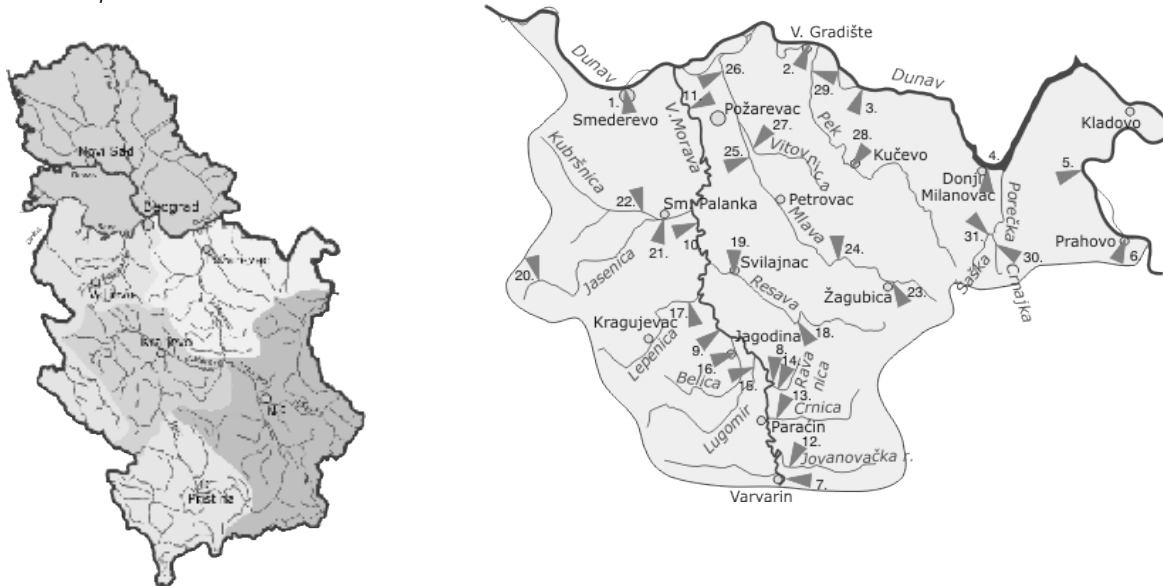 Novi Sad
Beograd
Kraljevo
Niš
Pristina
Dunav
V. Gradište
2.
26.
29.
3.
Dunav
1.
Smederevo
11.
Požarevac
V.Morava
Pek
27.
28.
Kučevo
Kladovo
4.
5.
Donji
Milanovac
Porečka
Kubršnica
25.
Vitovnica
22.
Sm. Palanka
Petrovac
Mlava
31.
30.
Prahovo
6.
Šaška
Crnajka
10.
21.
20.
Jasenica
19.
Svilajnac
24.
Resava
Žagubica
23.
17.
18.
Kragujevac
Lepenica
9.
Jagodina
8.
14.
Rava
nica
16.
15.
Belica
13.
Crnica
Lugomir
Paraćin
12.
Jovanovačka r.
7.
Varvarin